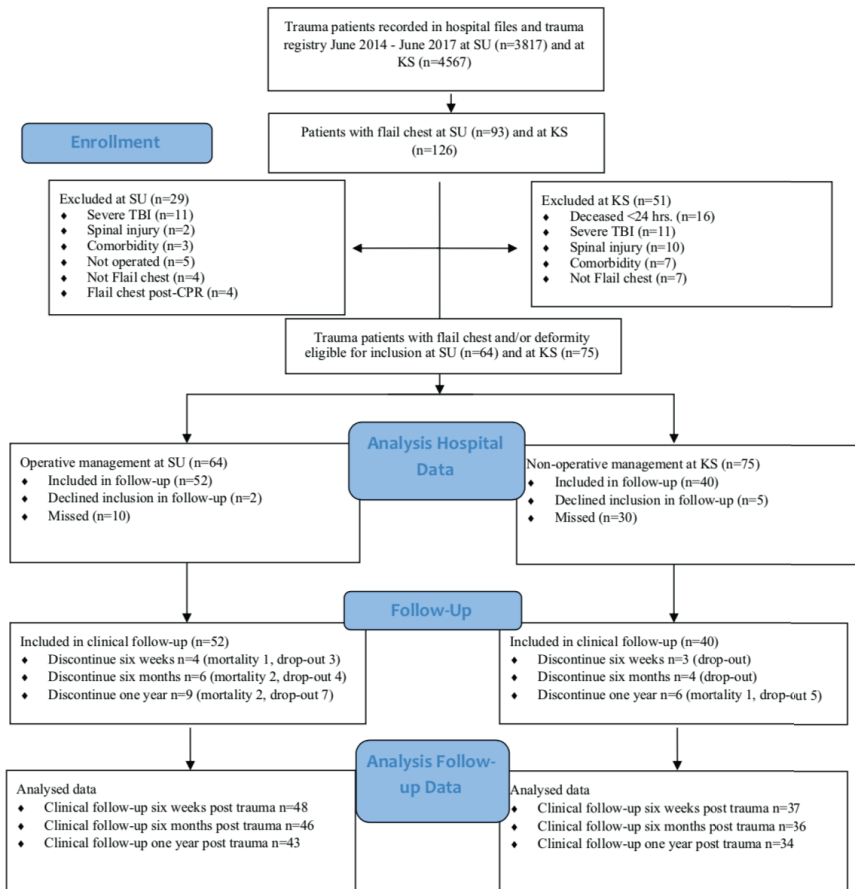 Trauma patients recorded in hospital files and trauma
registry June 2014 - June 2017 at SU (n=3817) and at
KS (n=4567)
Enrollment
Patients with flail chest at SU (n=93) and at KS
(n=126)
Excluded at SU (n=29)
♦ Severe TBI (n=11)
♦ Spinal injury (n=2)
♦ Comorbidity (n=3)
♦ Not operated (n=5)
♦ Not Flail chest (n=4)
♦ Flail chest post-CPR (n=4)
Excluded at KS (n=51)
♦ Deceased <24 hrs. (n=16)
♦ Severe TBI (n=11)
♦ Spinal injury (n=10)
♦ Comorbidity (n=7)
♦ Not Flail chest (n=7)
Trauma patients with flail chest and/or deformity
eligible for inclusion at SU (n=64) and at KS (n=75)
Analysis Hospital
Data
Operative management at SU (n=64)
♦ Included in follow-up (n=52)
♦ Declined inclusion in follow-up (n=2)
♦ Missed (n=10)
Non-operative management at KS (n=75)
♦ Included in follow-up (n=40)
♦ Declined inclusion in follow-up (n=5)
♦ Missed (n=30)
Follow-Up
Included in clinical follow-up (n=52)
♦ Discontinue six weeks n=4 (mortality 1, drop-out 3)
♦ Discontinue six months n=6 (mortality 2, drop-out 4)
♦ Discontinue one year n=9 (mortality 2, drop-out 7)
Included in clinical follow-up (n=40)
♦ Discontinue six weeks n=3 (drop-out)
♦ Discontinue six months n=4 (drop-out)
♦ Discontinue one year n=6 (mortality 1, drop-out 5)
Analysis Follow-
up Data
Analysed data
♦ Clinical follow-up six weeks post trauma n=48
♦ Clinical follow-up six months post trauma n=46
♦ Clinical follow-up one year post trauma n=43
Analysed data
♦ Clinical follow-up six weeks post trauma n=37
♦ Clinical follow-up six months post trauma n=36
♦ Clinical follow-up one year post trauma n=34